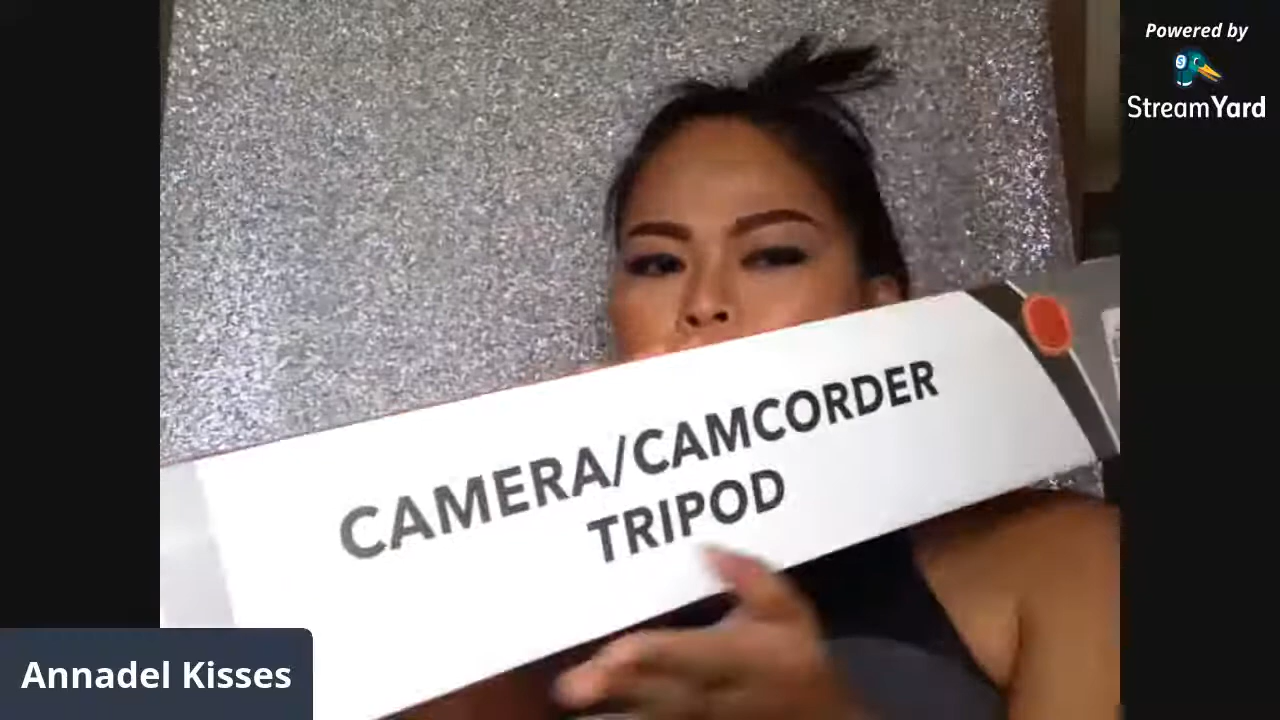 Powered by
StreamYard
CAMERA/CAMCORDER
TRIPOD
Annadel Kisses